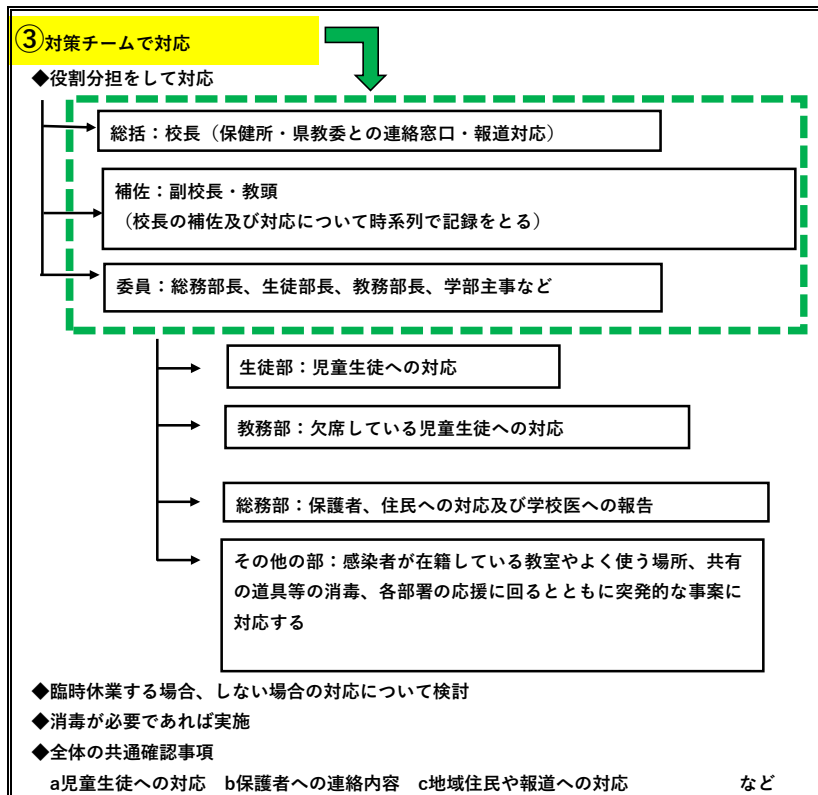 ③対策チームで対応
◆役割分担をして対応
総括：校長（保健所・県教委との連絡窓口・報道対応）
補佐：副校長・教頭
（校長の補佐及び対応について時系列で記録をとる）
委員：総務部長、生徒部長、教務部長、学部主事など
生徒部：児童生徒への対応
教務部：欠席している児童生徒への対応
総務部：保護者、住民への対応及び学校医への報告
その他の部：感染者が在籍している教室やよく使う場所、共有
の道具等の消毒、各部署の応援に回るとともに突発的な事案に
対応する
◆臨時休業する場合、しない場合の対応について検討
◆消毒が必要であれば実施
◆全体の共通確認事項
a児童生徒への対応　b保護者への連絡内容　c地域住民や報道への対応　　　　　　　など